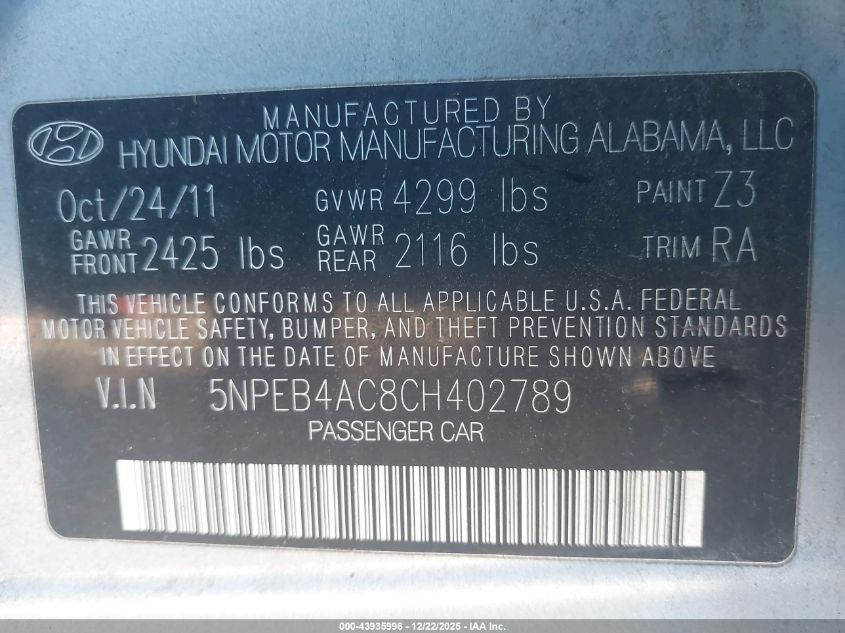 MANUFACTURED BY
HYUNDAI MOTOR MANUFACTURING ALABAMA, LLC
Oct/24/11 GVWR 4299 lbs PAINT Z3
GAWR FRONT 2425 lbs GAWR REAR 2116 lbs TRIM RA
THIS VEHICLE CONFORMS TO ALL APPLICABLE U.S.A. FEDERAL
MOTOR VEHICLE SAFETY, BUMPER, AND THEFT PREVENTION STANDARDS
IN EFFECT ON THE DATE OF MANUFACTURE SHOWN ABOVE
V.I.N 5NPEB4AC8CH402789
PASSENGER CAR
000-43935996 - 12/22/2025 - IAA Inc.